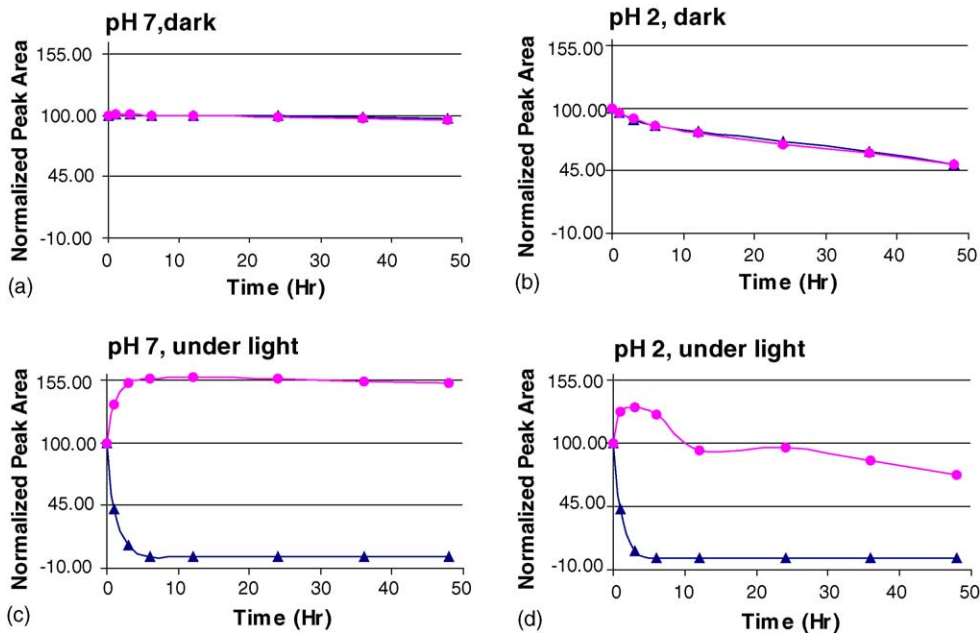 pH 7,dark
Normalized Peak Area
155.00
100.00
45.00
-10.00
0 10 20 30 40 50
Time (Hr)
(a)
pH 2, dark
Normalized Peak Area
155.00
100.00
45.00
-10.00
0 10 20 30 40 50
Time (Hr)
(b)
pH 7, under light
Normalized Peak Area
155.00
100.00
45.00
-10.00
0 10 20 30 40 50
Time (Hr)
(c)
pH 2, under light
Normalized Peak Area
155.00
100.00
45.00
-10.00
0 10 20 30 40 50
Time (Hr)
(d)